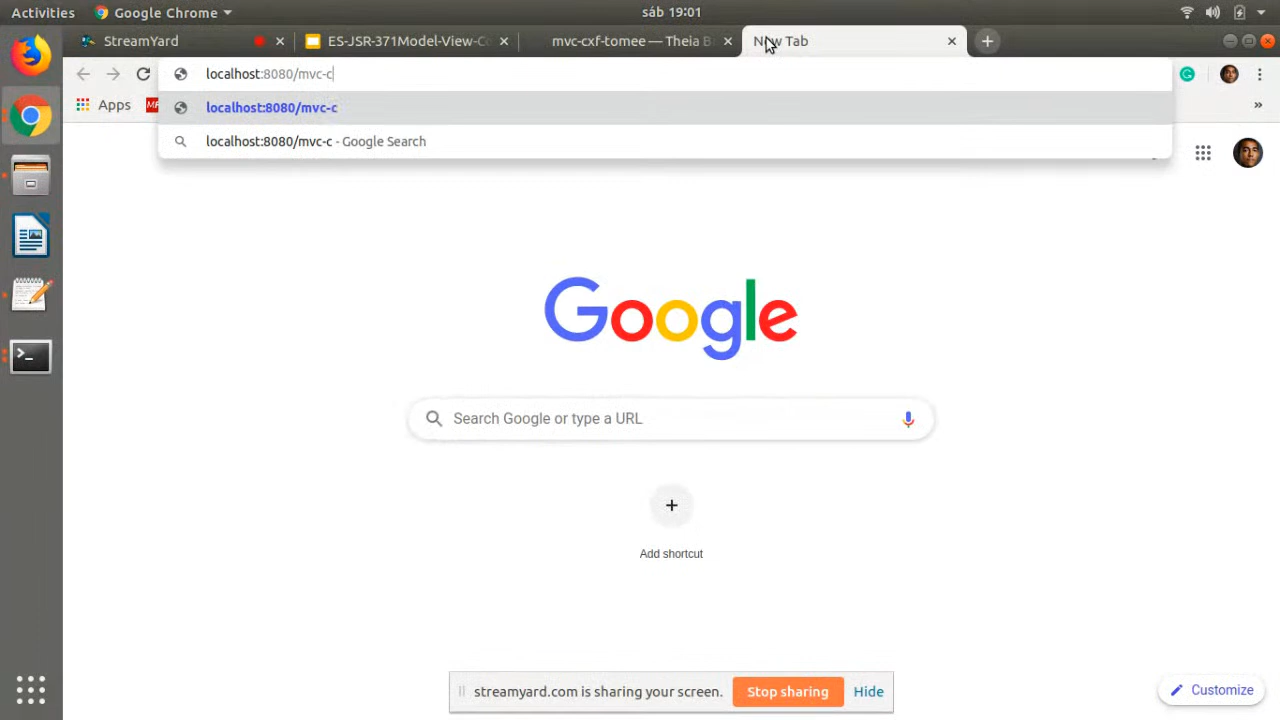 Activities
Google Chrome
sáb 19:01
StreamYard
ES-JSR-371Model-View-Co
mvc-cxf-tomee — Theia B
New Tab
localhost:8080/mvc-c
Apps
localhost:8080/mvc-c
localhost:8080/mvc-c - Google Search
Google
Search Google or type a URL
Add shortcut
streamyard.com is sharing your screen.
Stop sharing
Hide
Customize